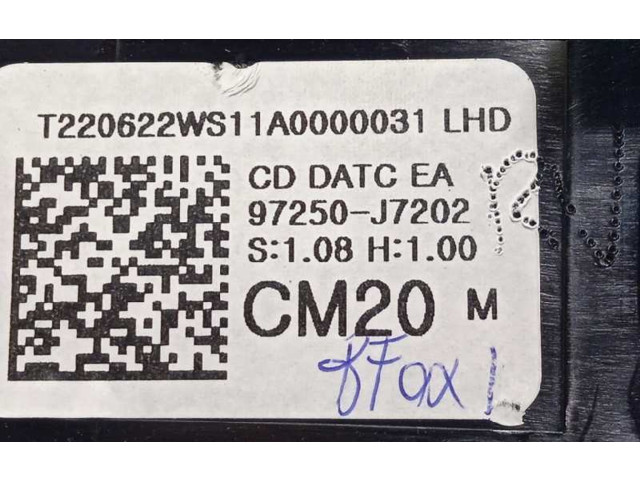 T220622WS11A0000031 LHD
CD DATC EA
97250-J7202
S:1.08 H:1.00
CM20 M